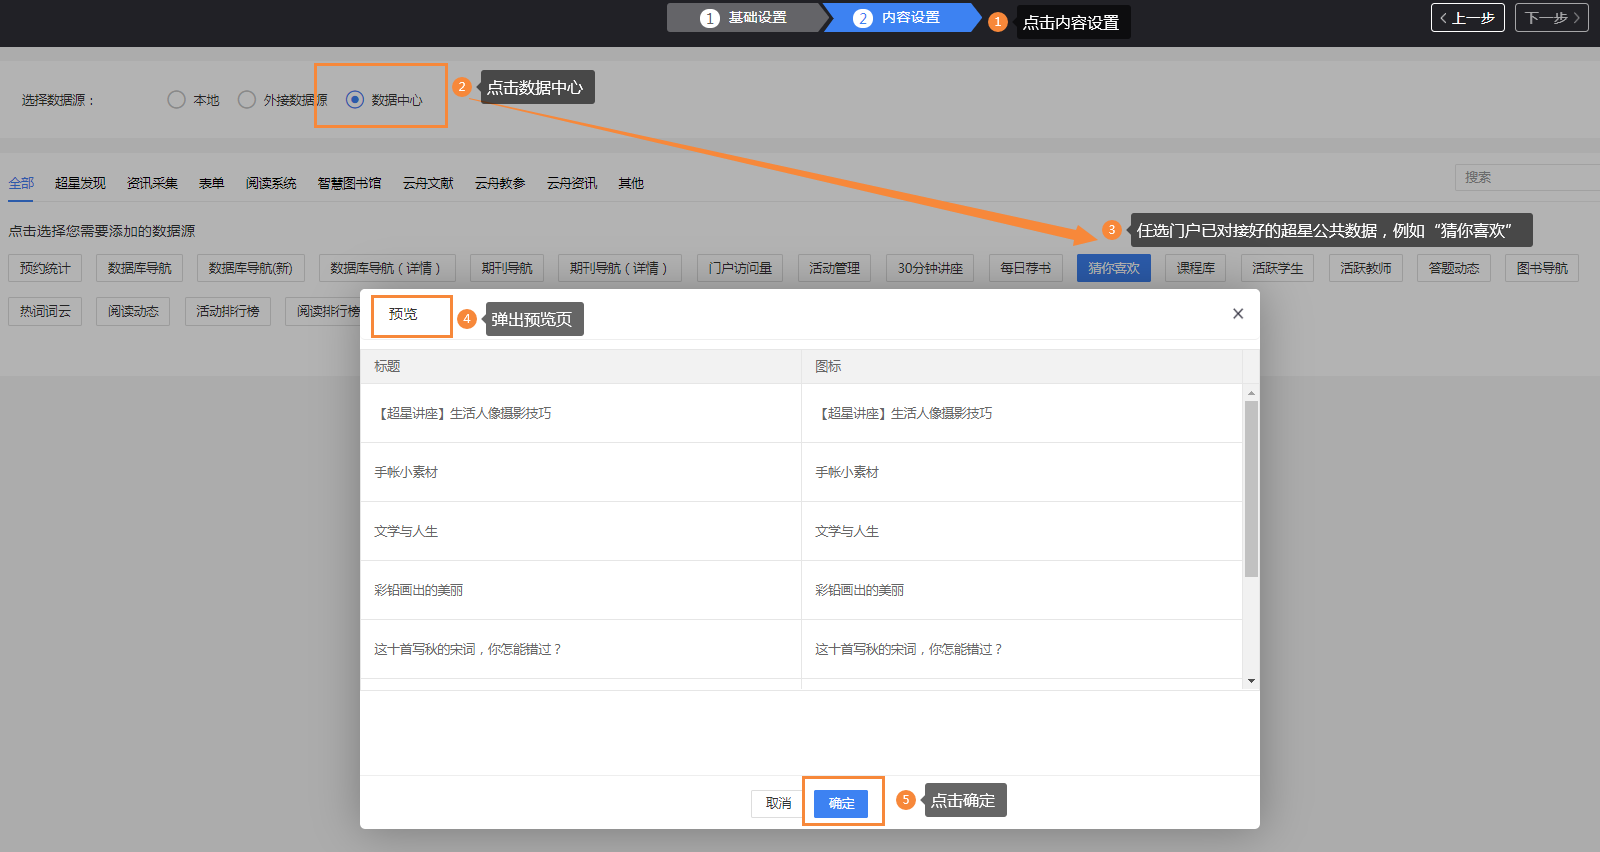 1 基础设置
2 内容设置
1 点击内容设置
上一步
下一步
选择数据源：
本地
外接数据源
数据中心
2 点击数据中心
全部 超星发现 资讯采集 表单 阅读系统 智慧图书馆 云舟文献 云舟教参 云舟资讯 其他
搜索
点击选择您需要添加的数据源
3 任选门户已对接好的超星公共数据，例如“猜你喜欢”
预约统计 数据库导航 数据库导航(新) 数据库导航（详情） 期刊导航 期刊导航（详情） 门户访问量 活动管理 30分钟讲座 每日荐书 猜你喜欢 课程库 活跃学生 活跃教师 答题动态 图书导航
热词词云 阅读动态 活动排行榜 阅读排行榜
预览
4 弹出预览页
标题 图标
【超星讲座】生活人像摄影技巧 【超星讲座】生活人像摄影技巧
手帐小素材 手帐小素材
文学与人生 文学与人生
彩铅画出的美丽 彩铅画出的美丽
这十首写秋的宋词，你怎能错过？ 这十首写秋的宋词，你怎能错过？
取消 确定
5 点击确定